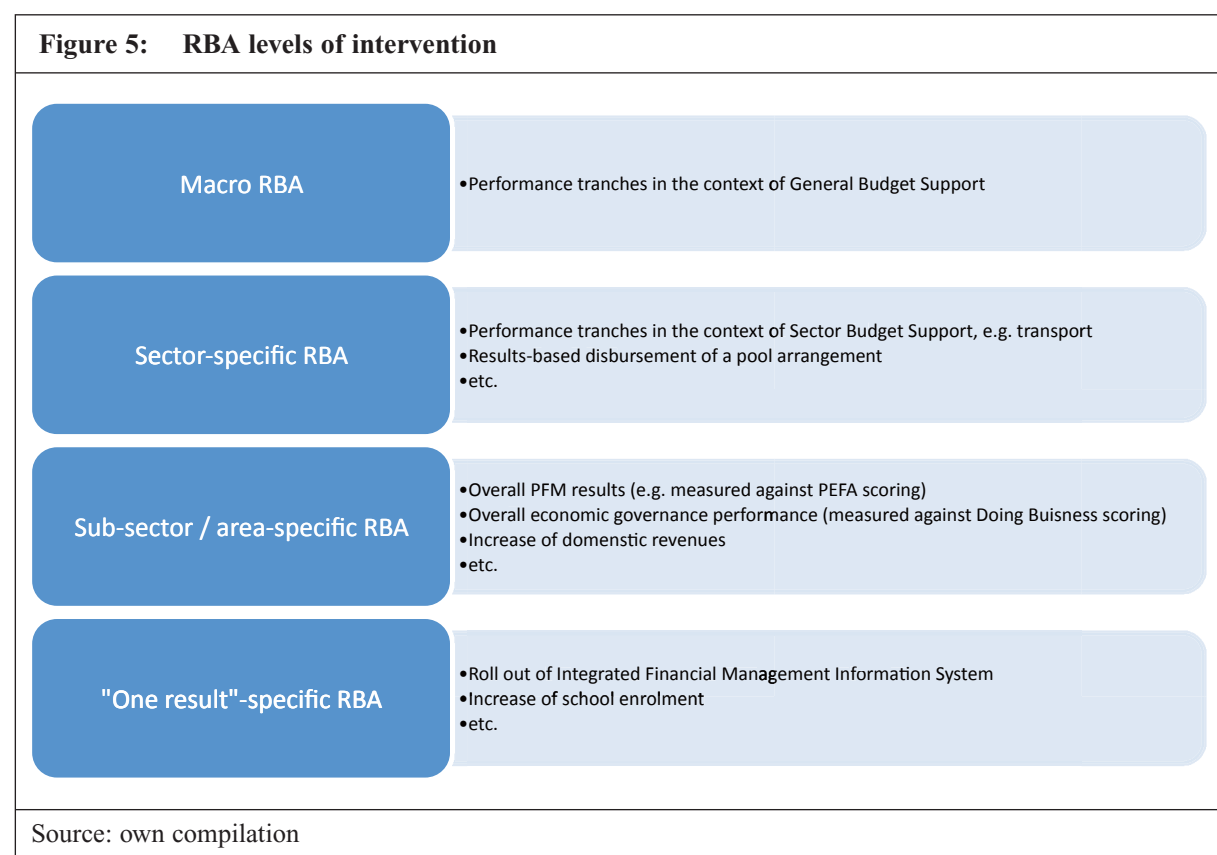 Figure 5: RBA levels of intervention
Macro RBA
•Performance tranches in the context of General Budget Support
Sector-specific RBA
•Performance tranches in the context of Sector Budget Support, e.g. transport
•Results-based disbursement of a pool arrangement
•etc.
Sub-sector / area-specific RBA
•Overall PFM results (e.g. measured against PEFA scoring)
•Overall economic governance performance (measured against Doing Buisness scoring)
•Increase of domenstic revenues
•etc.
"One result"-specific RBA
•Roll out of Integrated Financial Management Information System
•Increase of school enrolment
•etc.
Source: own compilation